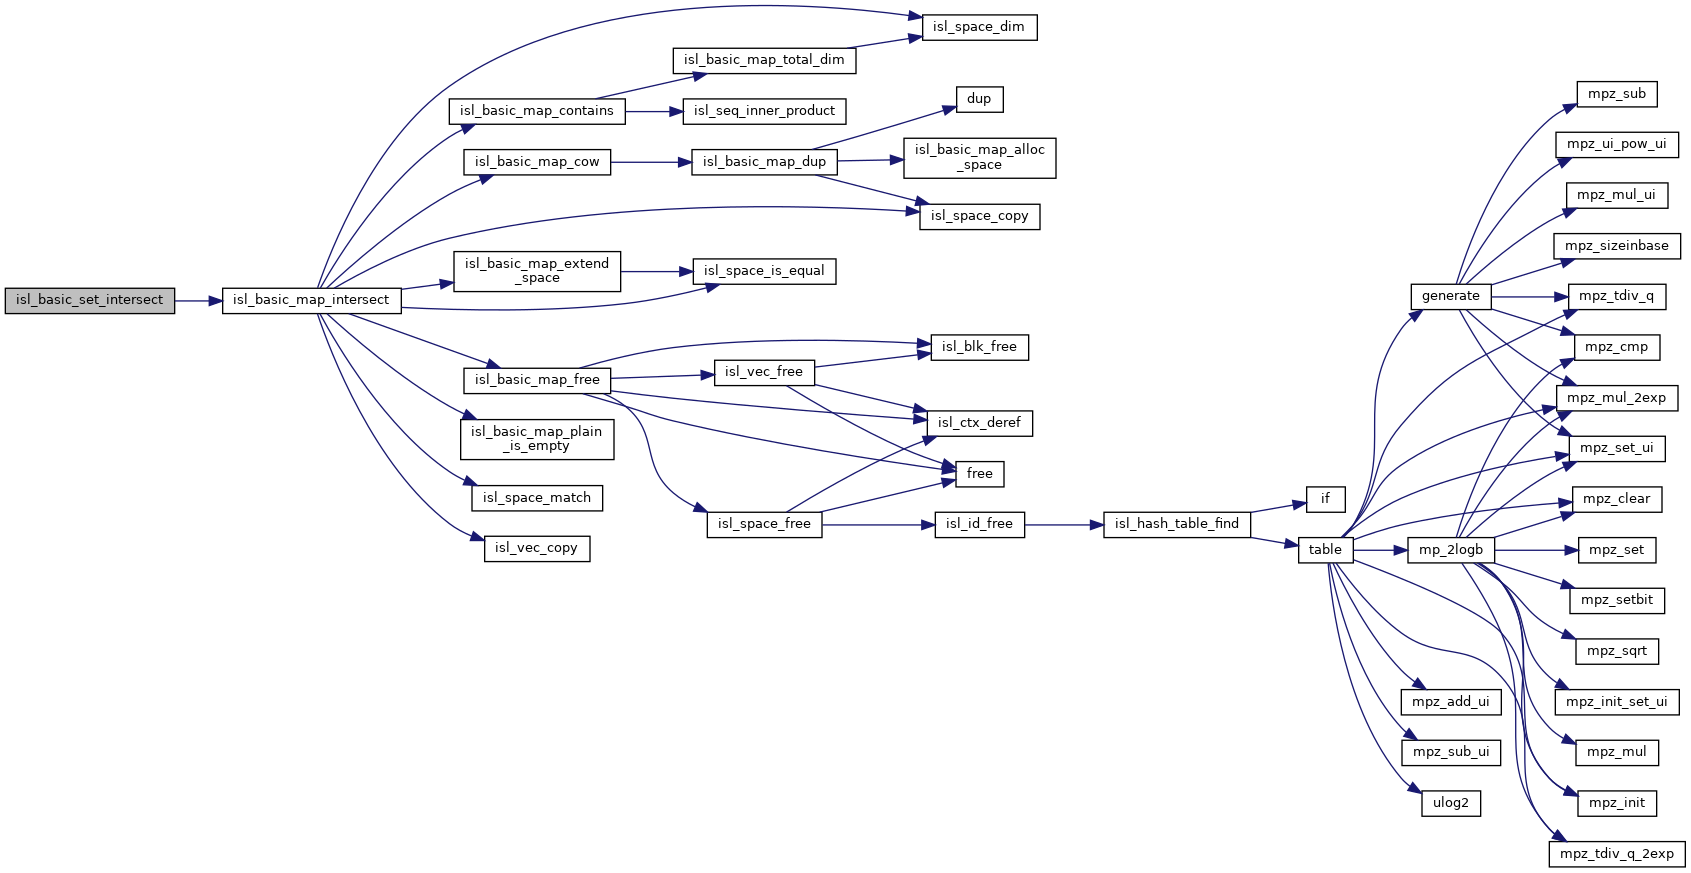 isl_basic_set_intersect
isl_basic_map_intersect
isl_space_dim
isl_basic_map_total_dim
isl_basic_map_contains
isl_seq_inner_product
dup
isl_basic_map_cow
isl_basic_map_dup
isl_basic_map_alloc
_space
isl_space_copy
isl_basic_map_extend
_space
isl_space_is_equal
isl_basic_map_free
isl_vec_free
isl_blk_free
isl_ctx_deref
free
isl_basic_map_plain
_is_empty
isl_space_match
isl_vec_copy
isl_space_free
isl_id_free
isl_hash_table_find
if
table
generate
mp_2logb
mpz_add_ui
mpz_sub_ui
ulog2
mpz_sub
mpz_ui_pow_ui
mpz_mul_ui
mpz_sizeinbase
mpz_tdiv_q
mpz_cmp
mpz_mul_2exp
mpz_set_ui
mpz_clear
mpz_set
mpz_setbit
mpz_sqrt
mpz_init_set_ui
mpz_mul
mpz_init
mpz_tdiv_q_2exp